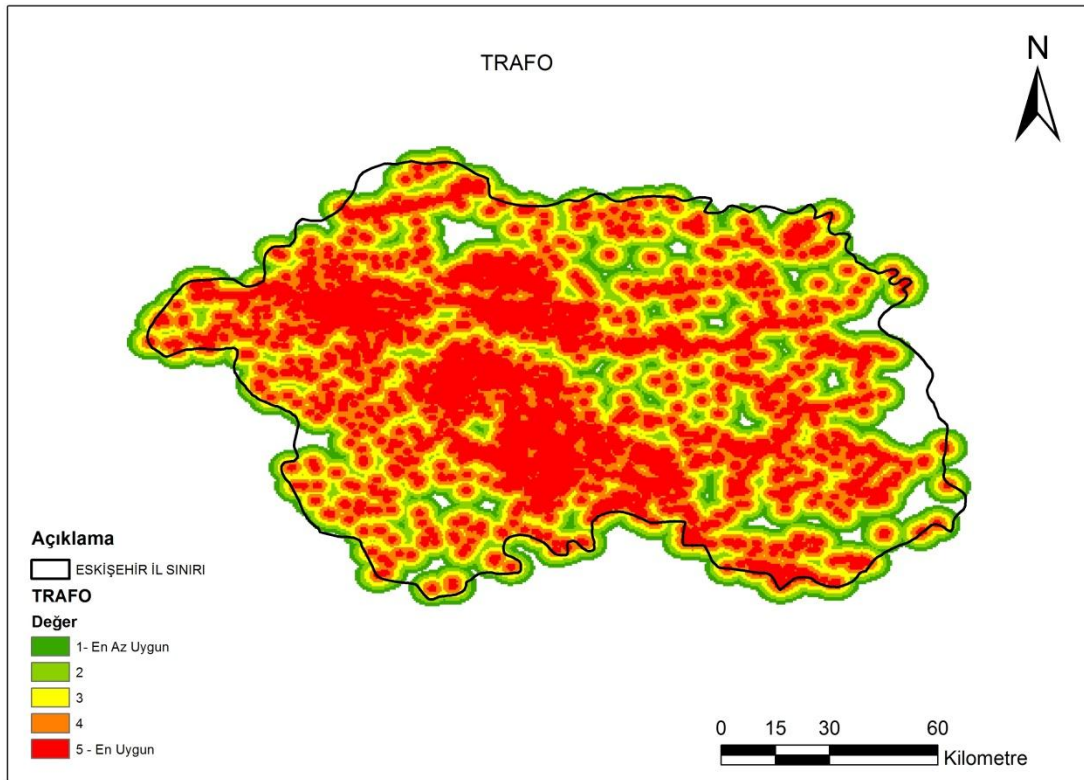 TRAFO
N
Açıklama
ESKİŞEHİR İL SINIRI
TRAFO
Değer
1- En Az Uygun
2
3
4
5 - En Uygun
0 15 30 60
Kilometre